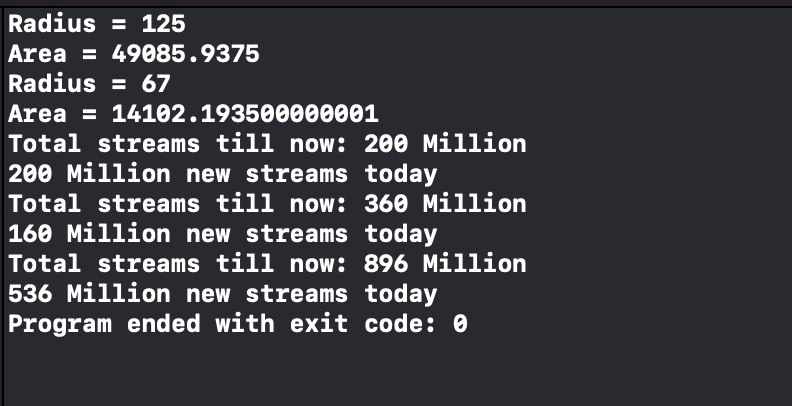 Radius = 125
Area = 49085.9375
Radius = 67
Area = 14102.193500000001
Total streams till now: 200 Million
200 Million new streams today
Total streams till now: 360 Million
160 Million new streams today
Total streams till now: 896 Million
536 Million new streams today
Program ended with exit code: 0